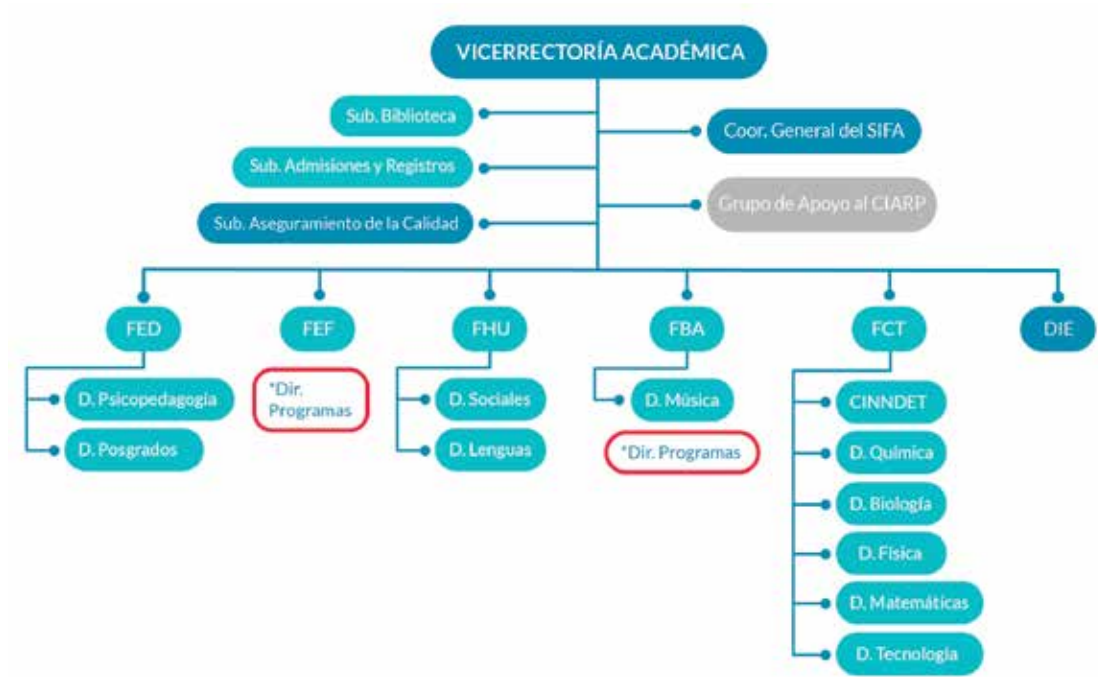 VICERRECTORÍA ACADÉMICA
Sub. Biblioteca
Coor. General del SIFA
Sub. Admisiones y Registros
Grupo de Apoyo al CIARP
Sub. Aseguramiento de la Calidad
FED
FEF
FHU
FBA
FCT
DIE
D. Psicopedagogía
D. Posgrados
*Dir.
Programas
D. Sociales
D. Lenguas
D. Música
*Dir. Programas
CINNDET
D. Química
D. Biología
D. Física
D. Matemáticas
D. Tecnología